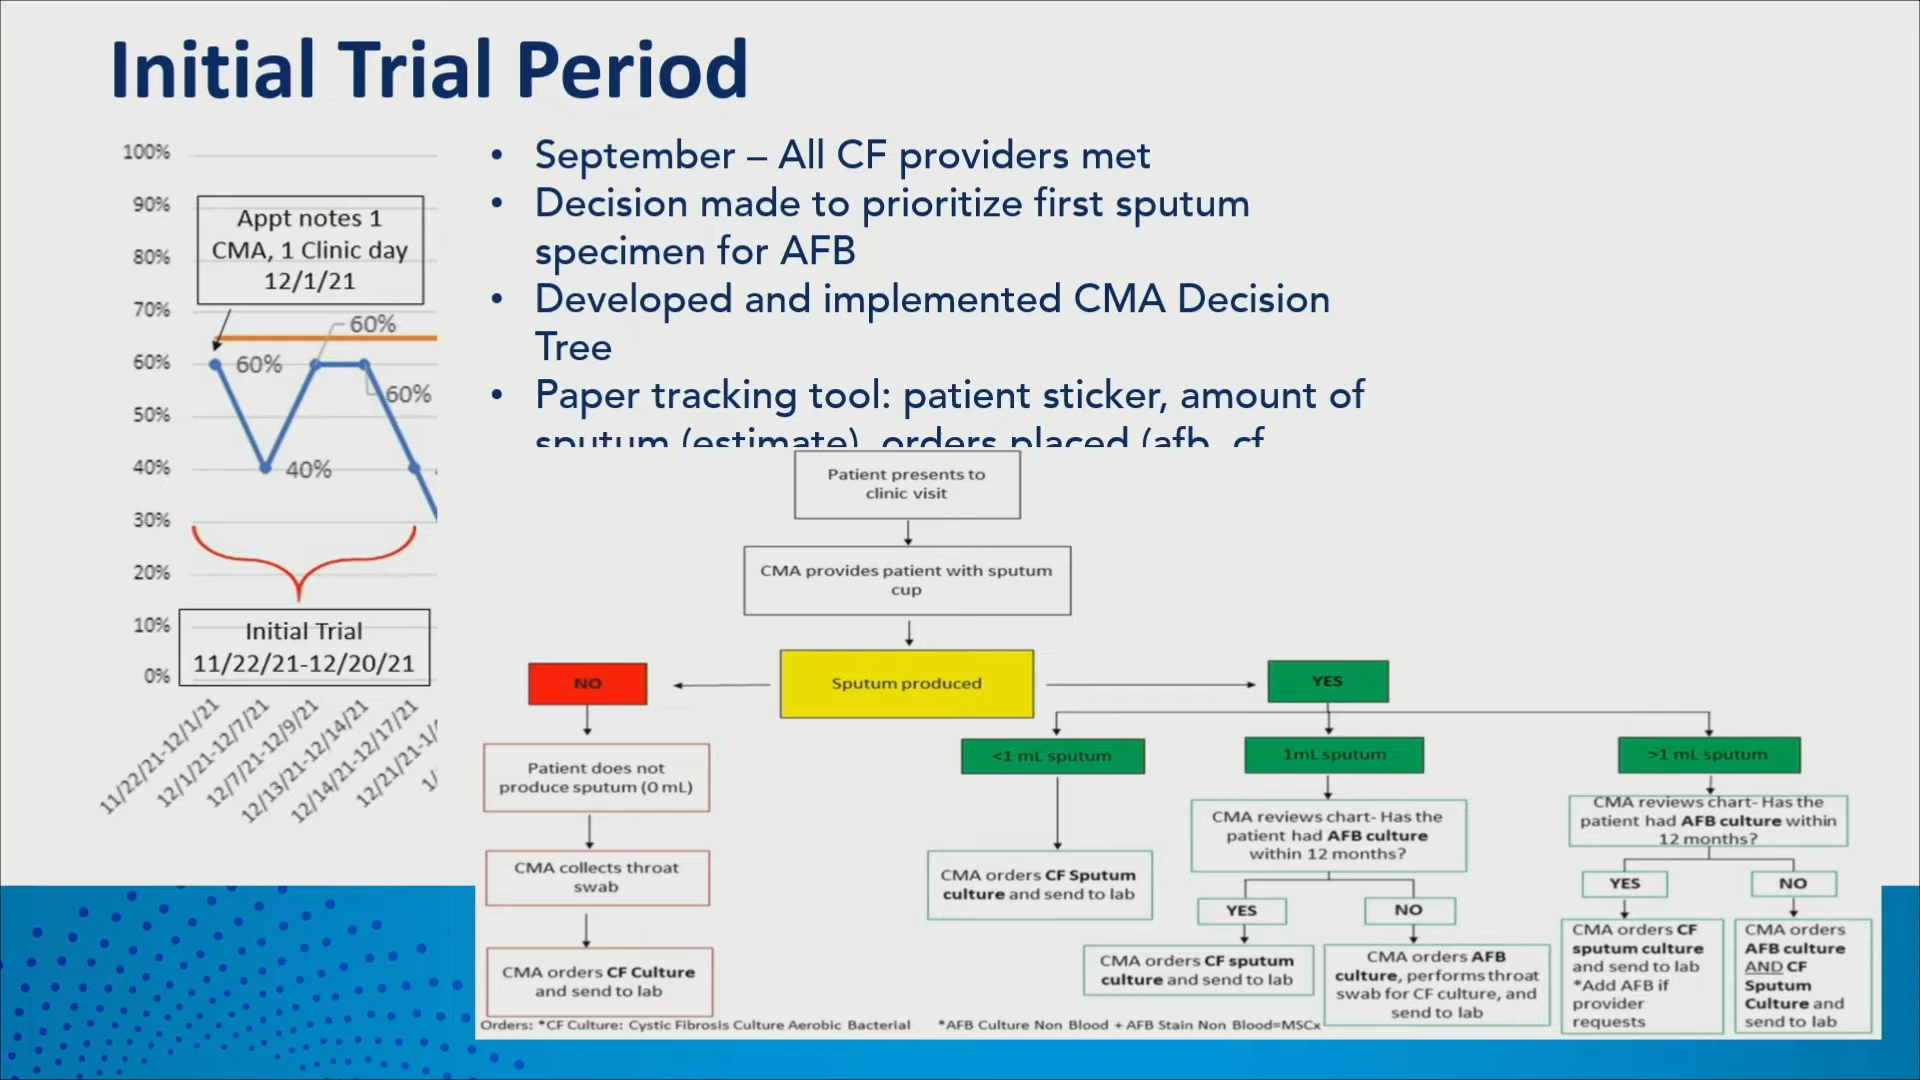 Initial Trial Period
100%
90%
80%
70%
60%
50%
40%
30%
20%
10%
0%
Appt notes 1
CMA, 1 Clinic day
12/1/21
60%
60%
60%
40%
Initial Trial
11/22/21-12/20/21
11/22/21-12/1/21
12/1/21-12/7/21
12/7/21-12/9/21
12/13/21-12/14/21
12/14/21-12/17/21
12/21/21-1/
1/
• September – All CF providers met
• Decision made to prioritize first sputum
specimen for AFB
• Developed and implemented CMA Decision
Tree
• Paper tracking tool: patient sticker, amount of
sputum (estimate), orders placed (afb, cf
Patient presents to
clinic visit
CMA provides patient with sputum
cup
NO
Sputum produced
YES
Patient does not
produce sputum (0 mL)
CMA collects throat
swab
CMA orders CF Culture
and send to lab
<1 mL sputum
CMA orders CF Sputum
culture and send to lab
1mL sputum
CMA reviews chart- Has the
patient had AFB culture
within 12 months?
YES
NO
CMA orders CF sputum
culture and send to lab
CMA orders AFB
culture, performs throat
swab for CF culture, and
send to lab
>1 mL sputum
CMA reviews chart- Has the
patient had AFB culture within
12 months?
YES
NO
CMA orders CF
sputum culture
and send to lab
*Add AFB if
provider
requests
CMA orders
AFB culture
AND CF
Sputum
Culture and
send to lab
Orders: *CF Culture: Cystic Fibrosis Culture Aerobic Bacterial *AFB Culture Non Blood + AFB Stain Non Blood=MSCx